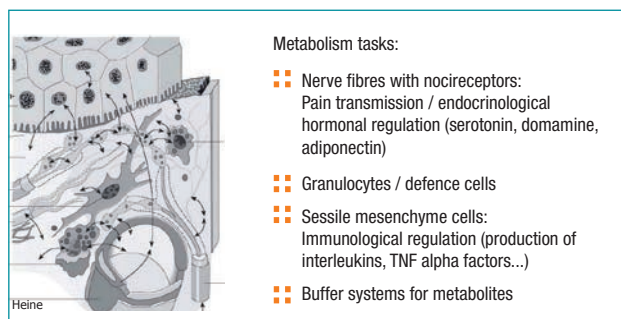 Metabolism tasks:
Nerve fibres with nocireceptors:
Pain transmission / endocrinological
hormonal regulation (serotonin, domamine,
adiponectin)
Granulocytes / defence cells
Sessile mesenchyme cells:
Immunological regulation (production of
interleukins, TNF alpha factors...)
Buffer systems for metabolites
Heine